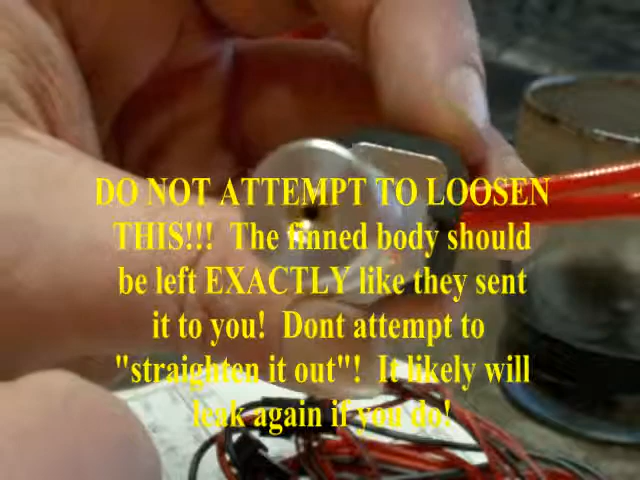 DO NOT ATTEMPT TO LOOSEN
THIS!!!  The finned body should
be left EXACTLY like they sent
it to you!  Dont attempt to
"straighten it out"!  It likely will
leak again if you do!